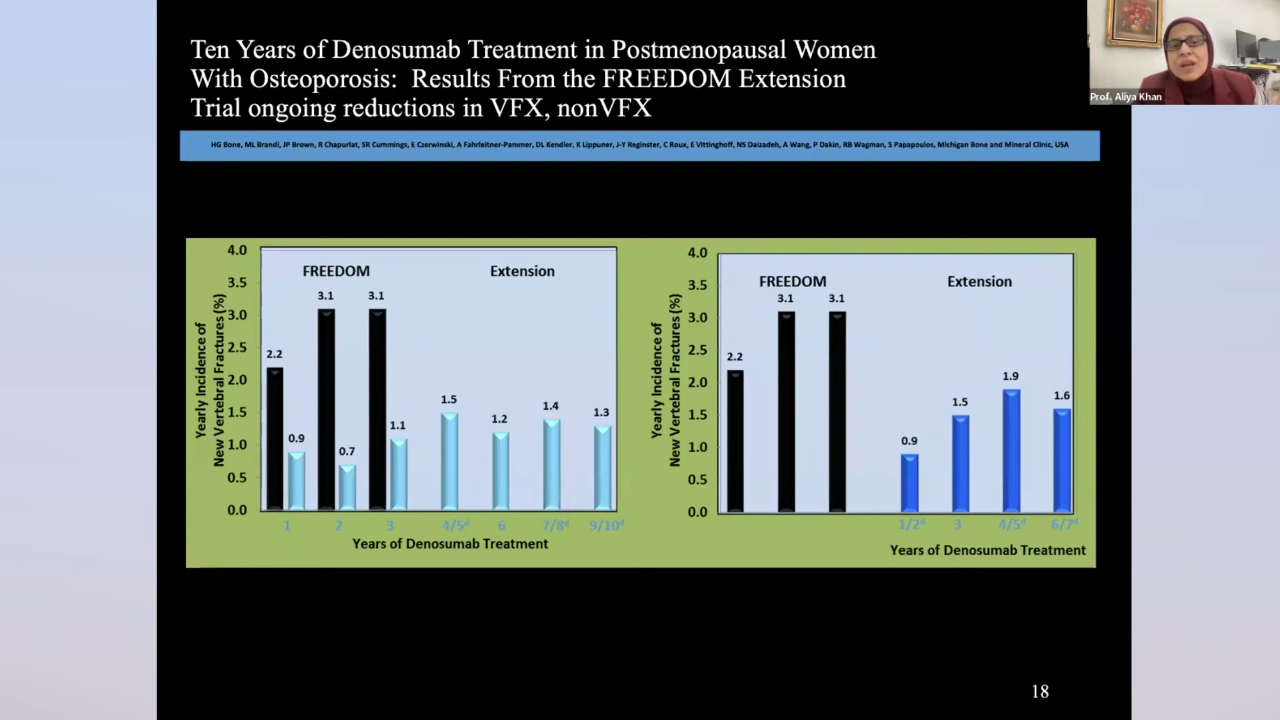 Ten Years of Denosumab Treatment in Postmenopausal Women
With Osteoporosis: Results From the FREEDOM Extension
Trial ongoing reductions in VFX, nonVFX
Prof. Aliya Khan
HG Bone, ML Brandi, JP Brown, R Chapurlat, SR Cummings, E Czerwinski, A Fahrleitner-Pammer, DL Kendler, K Lippuner, J-Y Reginster, C Roux, E Vittinghoff, NS Daizadeh, A Wang, P Dakin, RB Wagman, S Papapoulos, Michigan Bone and Mineral Clinic, USA
Yearly Incidence of
New Vertebral Fractures (%)
4.0
3.5
3.0
2.5
2.0
1.5
1.0
0.5
0.0
FREEDOM Extension
2.2 0.9 3.1 0.7 3.1 1.1 1.5 1.2 1.4 1.3
1 2 3 4/5d 6 7/8d 9/10d
Years of Denosumab Treatment
Yearly Incidence of
New Vertebral Fractures (%)
4.0
3.5
3.0
2.5
2.0
1.5
1.0
0.5
0.0
FREEDOM Extension
2.2 3.1 3.1 0.9 1.5 1.9 1.6
1/2d 3 4/5d 6/7d
Years of Denosumab Treatment
18